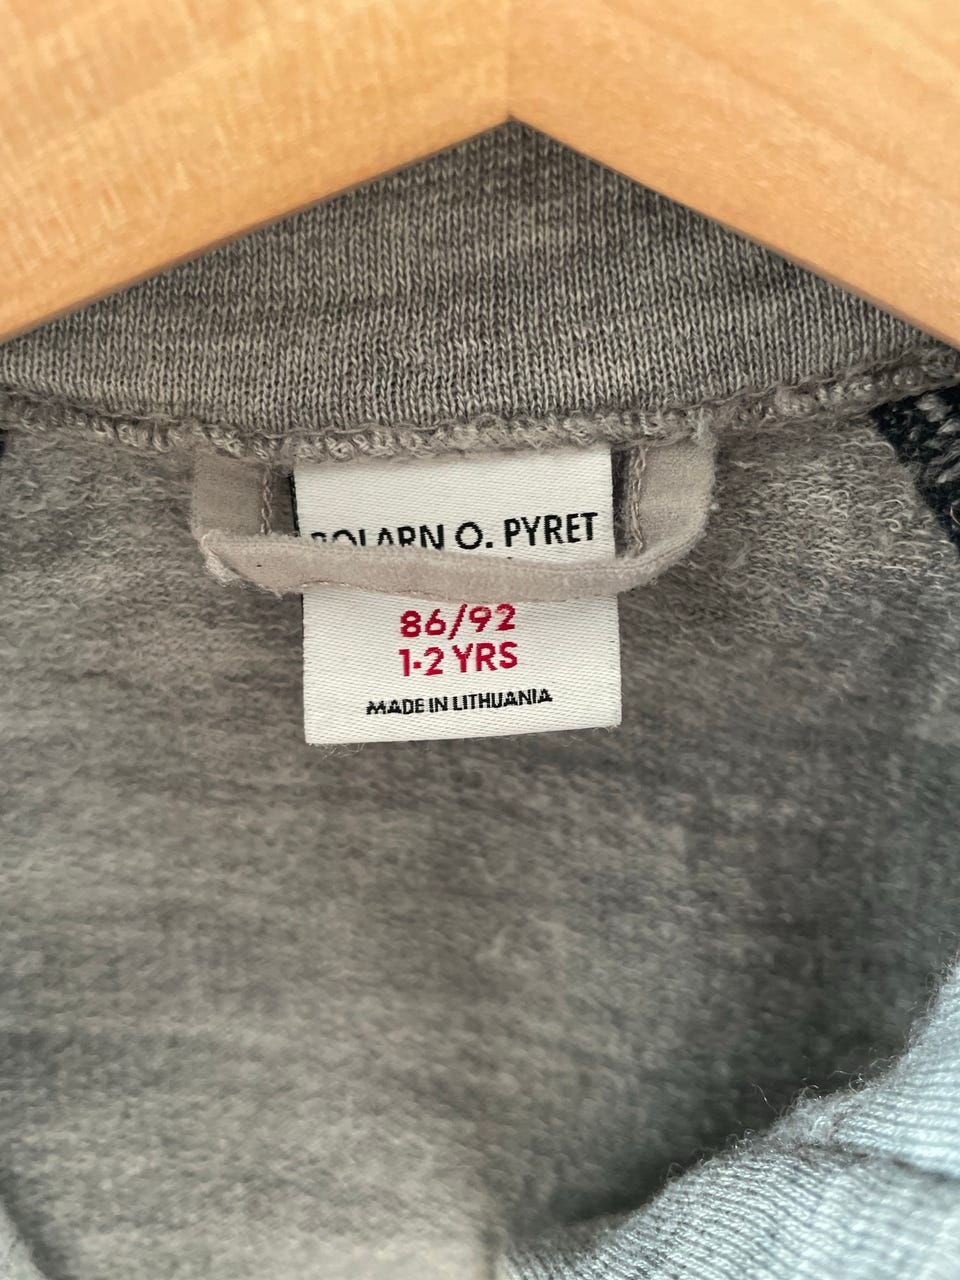 POLARN O. PYRET
86/92
1-2 YRS
MADE IN LITHUANIA